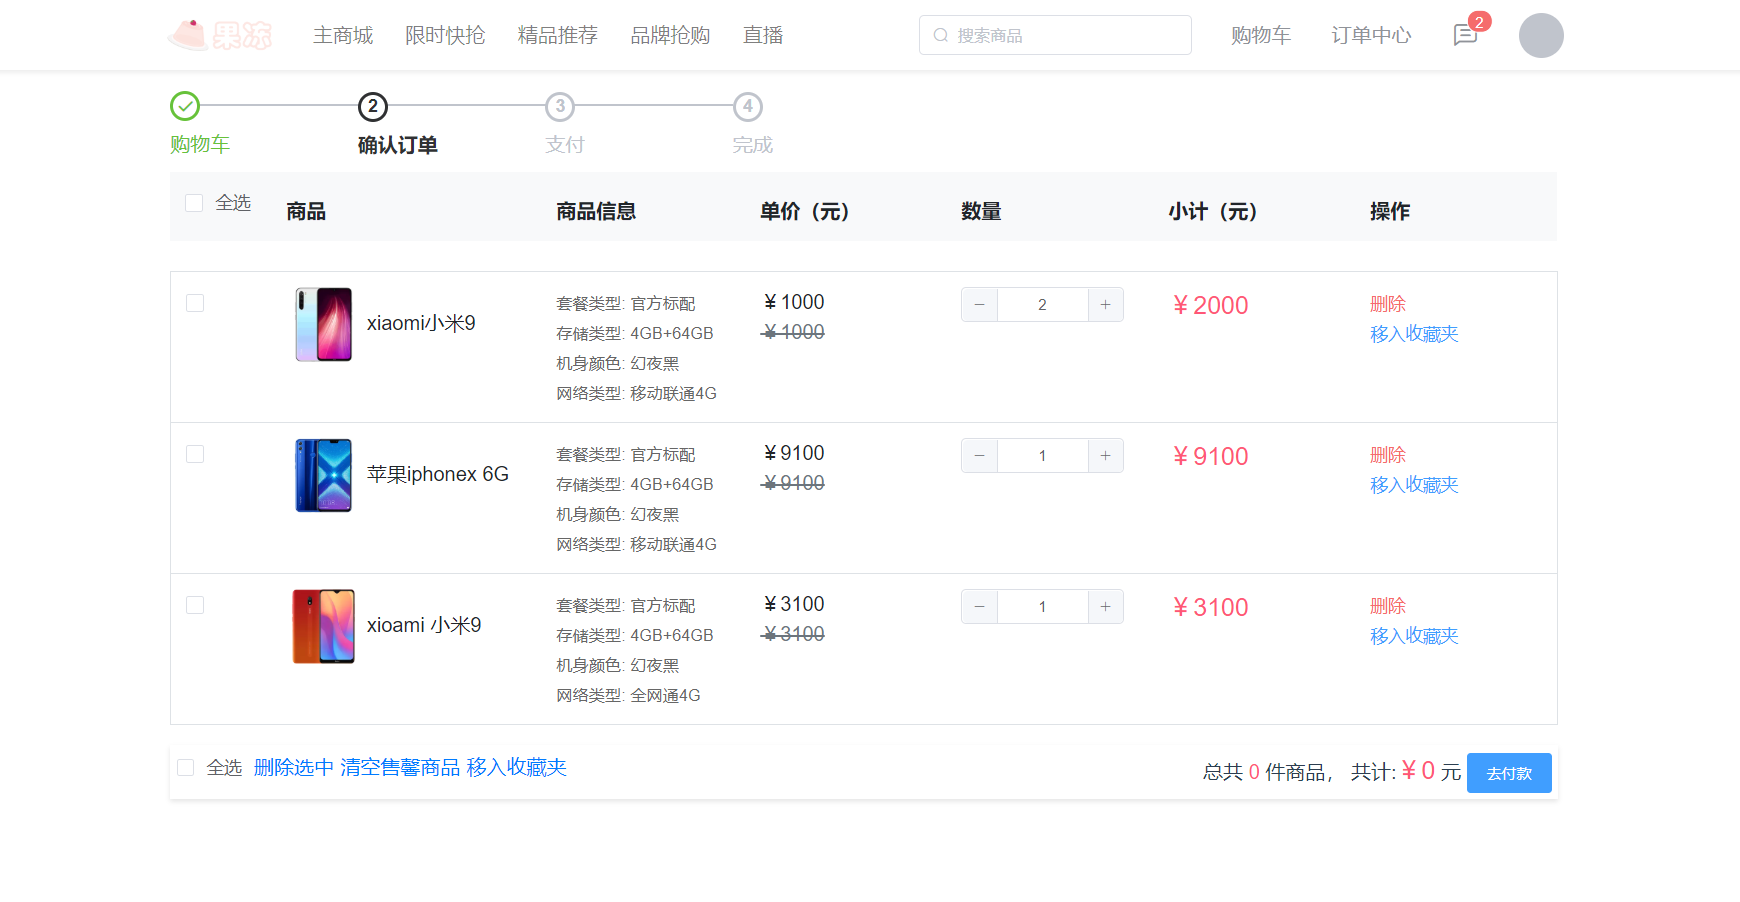 果冻 主商城 限时快抢 精品推荐 品牌抢购 直播 搜索商品 购物车 订单中心 2
2 3 4
购物车 确认订单 支付 完成
全选 商品 商品信息 单价（元） 数量 小计（元） 操作
xiaomi小米9
套餐类型: 官方标配
存储类型: 4GB+64GB
机身颜色: 幻夜黑
网络类型: 移动联通4G
¥ 1000
¥ 1000
− 2 +
¥ 2000
删除
移入收藏夹
苹果iphonex 6G
套餐类型: 官方标配
存储类型: 4GB+64GB
机身颜色: 幻夜黑
网络类型: 移动联通4G
¥ 9100
¥ 9100
− 1 +
¥ 9100
删除
移入收藏夹
xioami 小米9
套餐类型: 官方标配
存储类型: 4GB+64GB
机身颜色: 幻夜黑
网络类型: 全网通4G
¥ 3100
¥ 3100
− 1 +
¥ 3100
删除
移入收藏夹
全选 删除选中 清空售馨商品 移入收藏夹 总共 0 件商品， 共计: ¥ 0 元 去付款